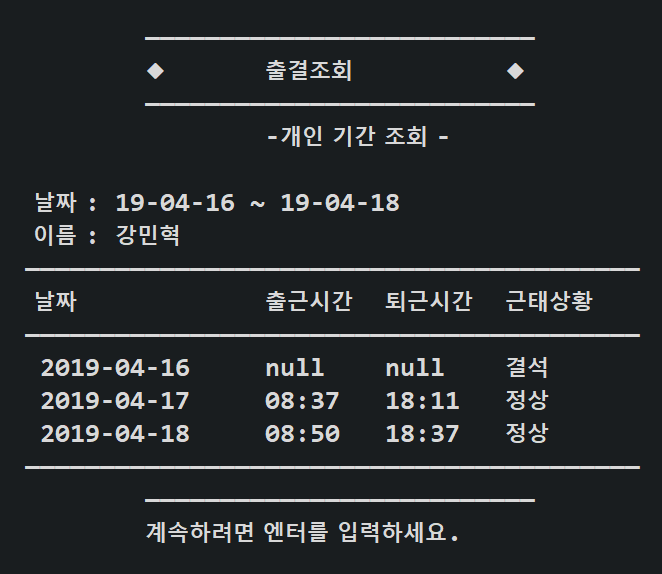 ◆ 출결조회 ◆
-개인 기간 조회 -
날짜 : 19-04-16 ~ 19-04-18
이름 : 강민혁
날짜 출근시간 퇴근시간 근태상황
2019-04-16 null null 결석
2019-04-17 08:37 18:11 정상
2019-04-18 08:50 18:37 정상
계속하려면 엔터를 입력하세요.